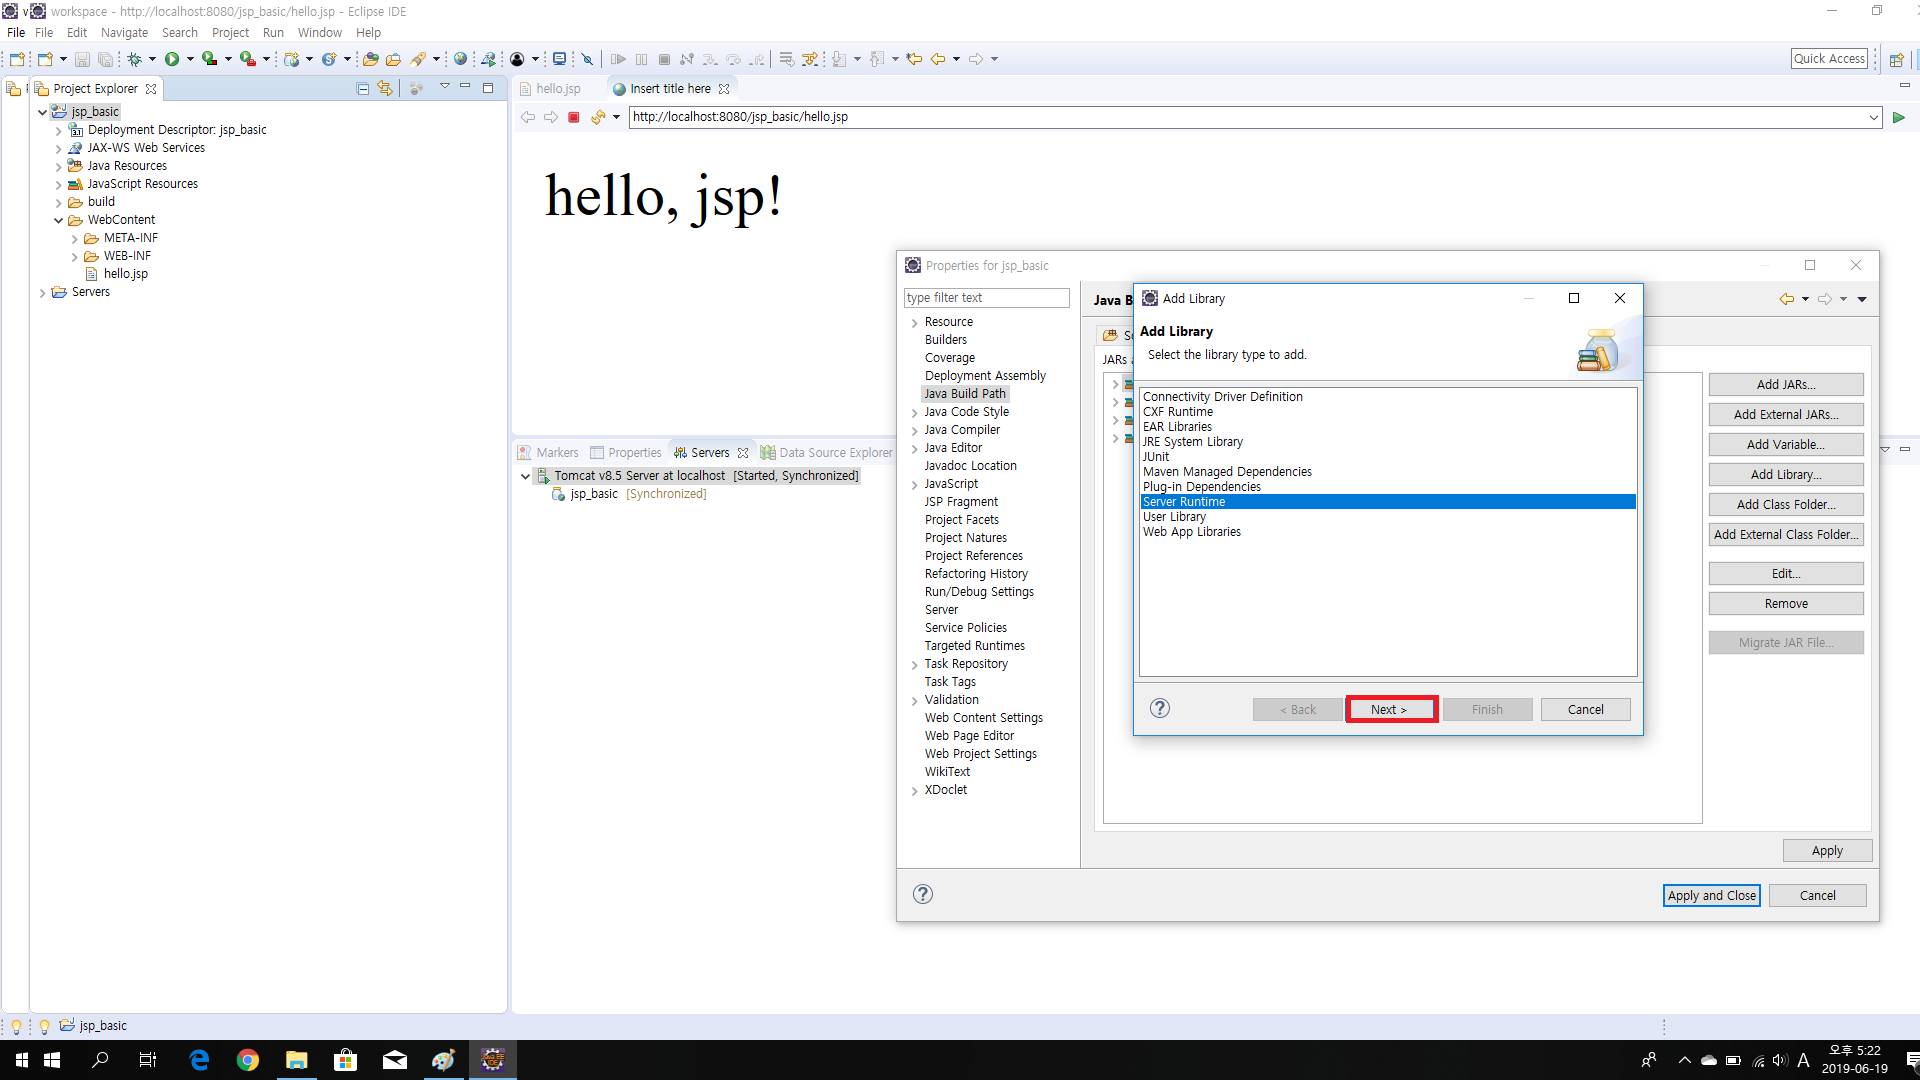 workspace - http://localhost:8080/jsp_basic/hello.jsp - Eclipse IDE
File File Edit Navigate Search Project Run Window Help
Quick Access
Project Explorer
jsp_basic
Deployment Descriptor: jsp_basic
JAX-WS Web Services
Java Resources
JavaScript Resources
build
WebContent
META-INF
WEB-INF
hello.jsp
Servers
hello.jsp Insert title here
http://localhost:8080/jsp_basic/hello.jsp
hello, jsp!
Markers Properties Servers Data Source Explorer
Tomcat v8.5 Server at localhost [Started, Synchronized]
jsp_basic [Synchronized]
Properties for jsp_basic
type filter text
Resource
Builders
Coverage
Deployment Assembly
Java Build Path
Java Code Style
Java Compiler
Java Editor
Javadoc Location
JavaScript
JSP Fragment
Project Facets
Project Natures
Project References
Refactoring History
Run/Debug Settings
Server
Service Policies
Targeted Runtimes
Task Repository
Task Tags
Validation
Web Content Settings
Web Page Editor
Web Project Settings
WikiText
XDoclet
Java B
JARs
Add Library
Add Library
Select the library type to add.
Connectivity Driver Definition
CXF Runtime
EAR Libraries
JRE System Library
JUnit
Maven Managed Dependencies
Plug-in Dependencies
Server Runtime
User Library
Web App Libraries
< Back Next > Finish Cancel
Add JARs...
Add External JARs...
Add Variable...
Add Library...
Add Class Folder...
Add External Class Folder...
Edit...
Remove
Migrate JAR File...
Apply
Apply and Close Cancel
jsp_basic
A
오후 5:22
2019-06-19